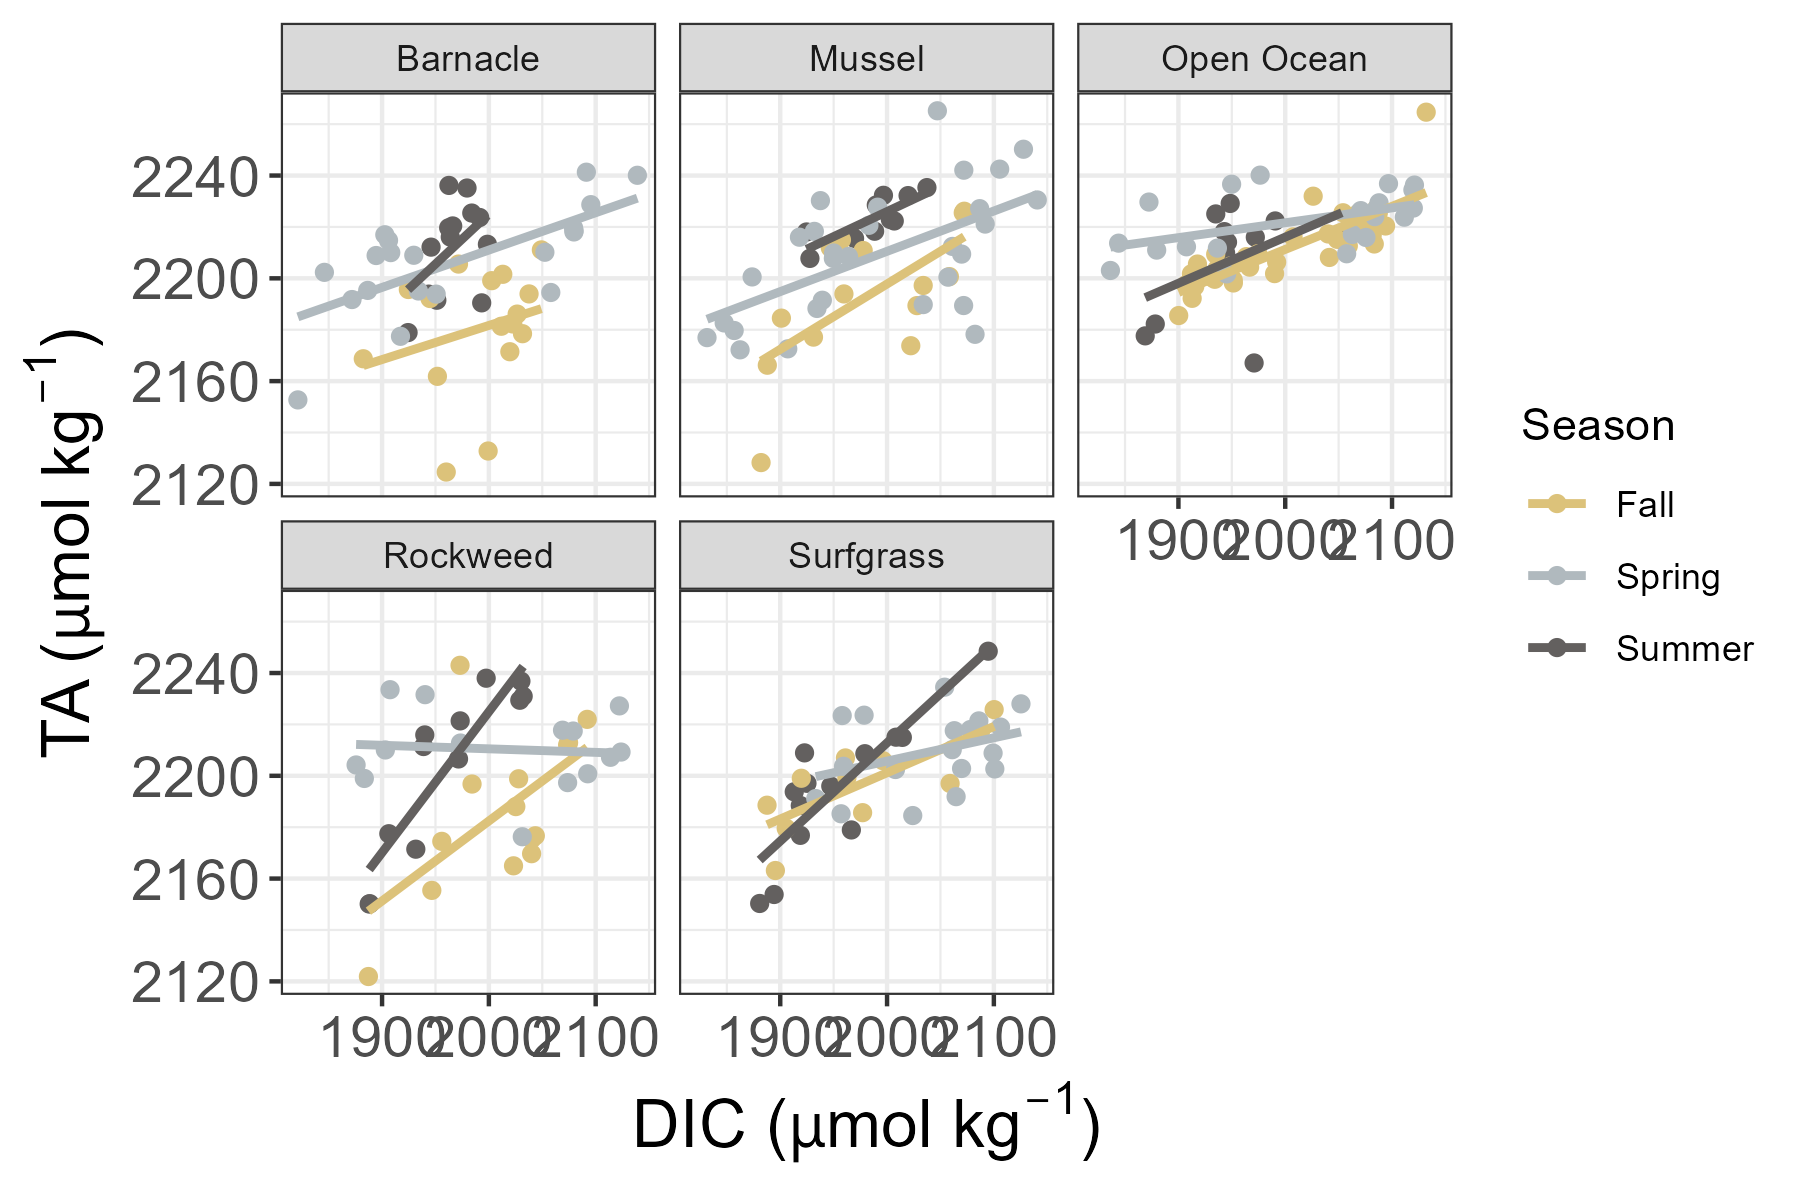 Barnacle Mussel Open Ocean
2240
2200
2160
2120
1900 2000 2100
Rockweed Surfgrass
2240
2200
2160
2120
1900 2000 2100 1900 2000 2100
TA (µmol kg⁻¹)
DIC (µmol kg⁻¹)
Season
Fall
Spring
Summer